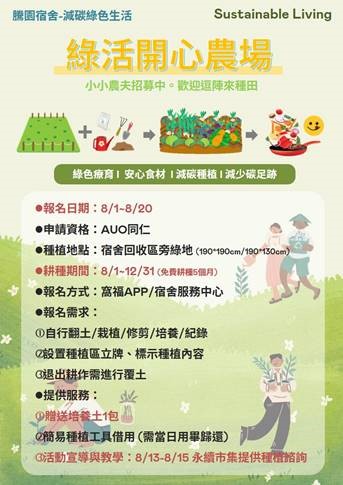 騰園宿舍-減碳綠色生活
Sustainable Living
綠活開心農場
小小農夫招募中。歡迎逗陣來種田
綠色療育 I 安心食材 I 減碳種植 I 減少碳足跡
●報名日期：8/1~8/20
●申請資格：AUO同仁
●種植地點：宿舍回收區旁綠地 (190*190cm/190*130cm)
●耕種期間：8/1~12/31 (免費耕種5個月)
●報名方式：窩福APP/宿舍服務中心
●報名需求：
①自行翻土/栽植/修剪/培養/紀錄
②設置種植區立牌、標示種植內容
③退出耕作需進行覆土
●提供服務：
①贈送培養土1包
②簡易種植工具借用 (需當日用畢歸還)
③活動宣導與教學：8/13-8/15 永續市集提供種植諮詢